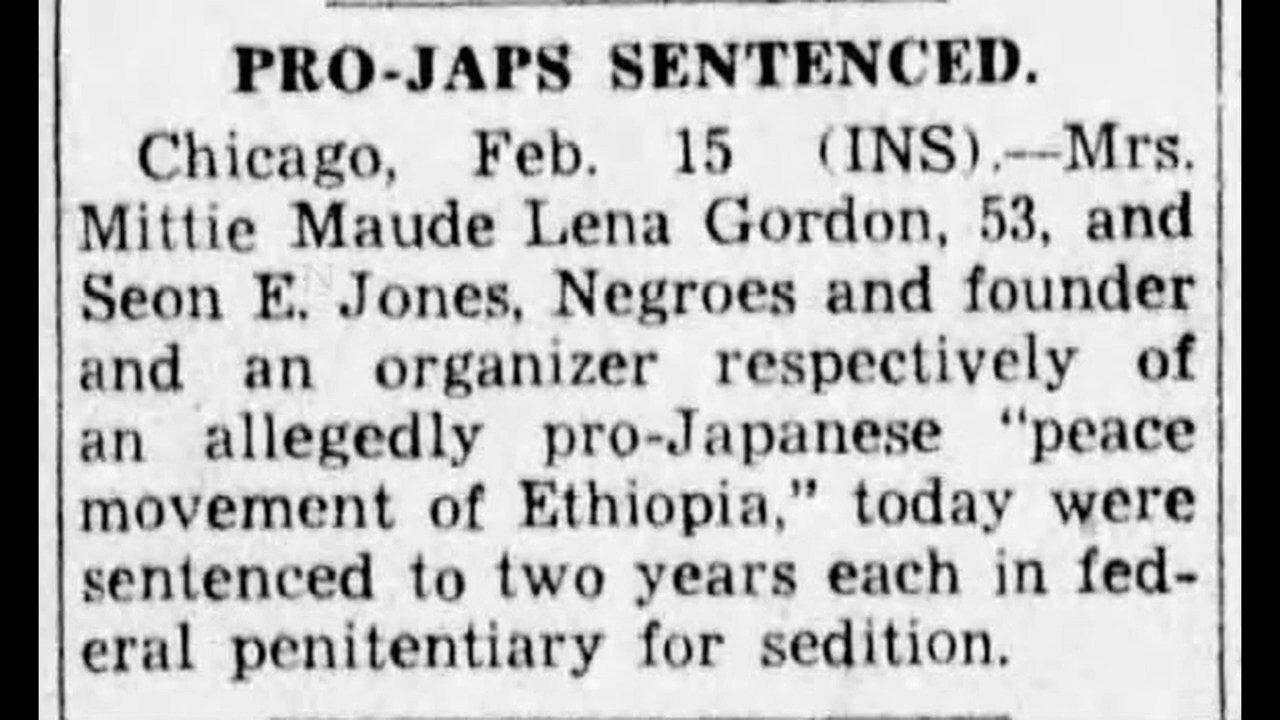 PRO-JAPS SENTENCED.
Chicago, Feb. 15 (INS).—Mrs.
Mittie Maude Lena Gordon, 53, and
Seon E. Jones, Negroes and founder
and an organizer respectively of
an allegedly pro-Japanese "peace
movement of Ethiopia," today were
sentenced to two years each in fed-
eral penitentiary for sedition.